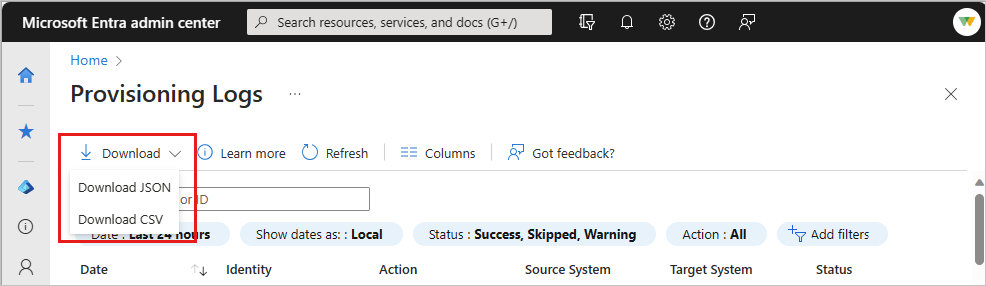 Microsoft Entra admin center
Search resources, services, and docs (G+/)
Home
Provisioning Logs
Download
Learn more
Refresh
Columns
Got feedback?
Download JSON
or ID
Download CSV
Date : Last 24 hours
Show dates as: : Local
Status : Success, Skipped, Warning
Action : All
Add filters
Date
Identity
Action
Source System
Target System
Status